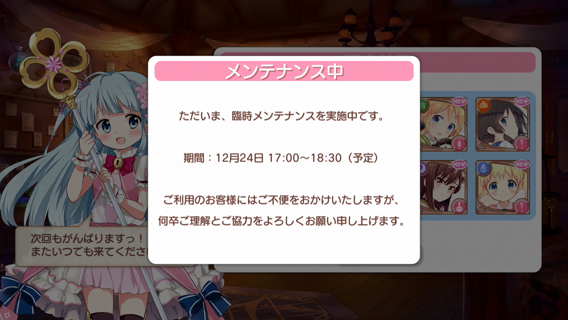 メンテナンス中
ただいま、臨時メンテナンスを実施中です。
期間：12月24日 17:00〜18:30（予定）
ご利用のお客様にはご不便をおかけいたしますが、
何卒ご理解とご協力をよろしくお願い申し上げます。
次回もがんばりますっ！
またいつでも来てくださ
NEW
NEW
NEW
NEW